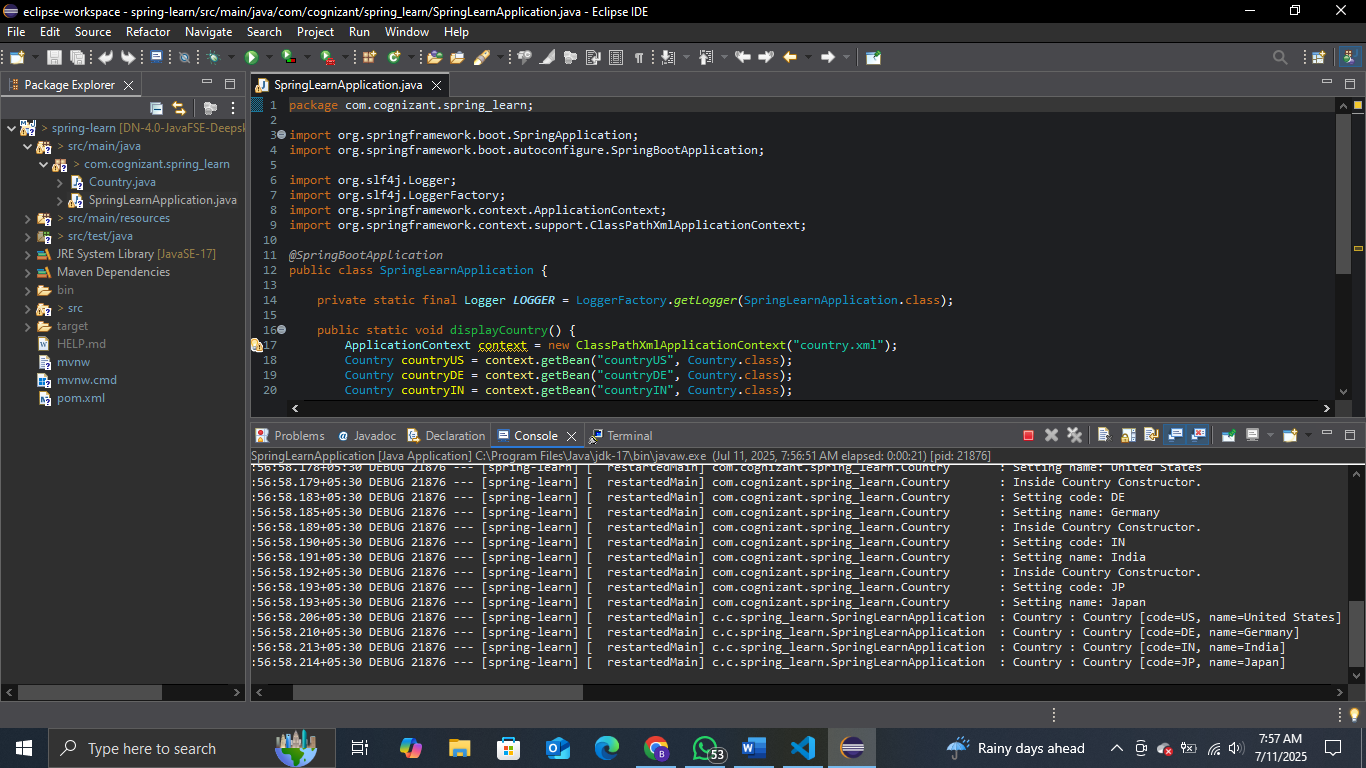 eclipse-workspace - spring-learn/src/main/java/com/cognizant/spring_learn/SpringLearnApplication.java - Eclipse IDE
File Edit Source Refactor Navigate Search Project Run Window Help
Package Explorer
> spring-learn [DN-4.0-JavaFSE-Deepsk
> src/main/java
> com.cognizant.spring_learn
Country.java
SpringLearnApplication.java
> src/main/resources
> src/test/java
JRE System Library [JavaSE-17]
Maven Dependencies
bin
> src
target
HELP.md
mvnw
mvnw.cmd
pom.xml
SpringLearnApplication.java
1 package com.cognizant.spring_learn;
2
3 import org.springframework.boot.SpringApplication;
4 import org.springframework.boot.autoconfigure.SpringBootApplication;
5
6 import org.slf4j.Logger;
7 import org.slf4j.LoggerFactory;
8 import org.springframework.context.ApplicationContext;
9 import org.springframework.context.support.ClassPathXmlApplicationContext;
10
11 @SpringBootApplication
12 public class SpringLearnApplication {
13
14 private static final Logger LOGGER = LoggerFactory.getLogger(SpringLearnApplication.class);
15
16 public static void displayCountry() {
17 ApplicationContext context = new ClassPathXmlApplicationContext("country.xml");
18 Country countryUS = context.getBean("countryUS", Country.class);
19 Country countryDE = context.getBean("countryDE", Country.class);
20 Country countryIN = context.getBean("countryIN", Country.class);
Problems Javadoc Declaration Console Terminal
SpringLearnApplication [Java Application] C:\Program Files\Java\jdk-17\bin\javaw.exe (Jul 11, 2025, 7:56:51 AM elapsed: 0:00:21) [pid: 21876]
:56:58.178+05:30 DEBUG 21876 --- [spring-learn] [ restartedMain] com.cognizant.spring_learn.Country : Setting name: United States
:56:58.179+05:30 DEBUG 21876 --- [spring-learn] [ restartedMain] com.cognizant.spring_learn.Country : Inside Country Constructor.
:56:58.183+05:30 DEBUG 21876 --- [spring-learn] [ restartedMain] com.cognizant.spring_learn.Country : Setting code: DE
:56:58.185+05:30 DEBUG 21876 --- [spring-learn] [ restartedMain] com.cognizant.spring_learn.Country : Setting name: Germany
:56:58.189+05:30 DEBUG 21876 --- [spring-learn] [ restartedMain] com.cognizant.spring_learn.Country : Inside Country Constructor.
:56:58.190+05:30 DEBUG 21876 --- [spring-learn] [ restartedMain] com.cognizant.spring_learn.Country : Setting code: IN
:56:58.191+05:30 DEBUG 21876 --- [spring-learn] [ restartedMain] com.cognizant.spring_learn.Country : Setting name: India
:56:58.192+05:30 DEBUG 21876 --- [spring-learn] [ restartedMain] com.cognizant.spring_learn.Country : Inside Country Constructor.
:56:58.193+05:30 DEBUG 21876 --- [spring-learn] [ restartedMain] com.cognizant.spring_learn.Country : Setting code: JP
:56:58.193+05:30 DEBUG 21876 --- [spring-learn] [ restartedMain] com.cognizant.spring_learn.Country : Setting name: Japan
:56:58.206+05:30 DEBUG 21876 --- [spring-learn] [ restartedMain] c.c.spring_learn.SpringLearnApplication : Country : Country [code=US, name=United States]
:56:58.210+05:30 DEBUG 21876 --- [spring-learn] [ restartedMain] c.c.spring_learn.SpringLearnApplication : Country : Country [code=DE, name=Germany]
:56:58.213+05:30 DEBUG 21876 --- [spring-learn] [ restartedMain] c.c.spring_learn.SpringLearnApplication : Country : Country [code=IN, name=India]
:56:58.214+05:30 DEBUG 21876 --- [spring-learn] [ restartedMain] c.c.spring_learn.SpringLearnApplication : Country : Country [code=JP, name=Japan]
Type here to search
53
Rainy days ahead
7:57 AM
7/11/2025